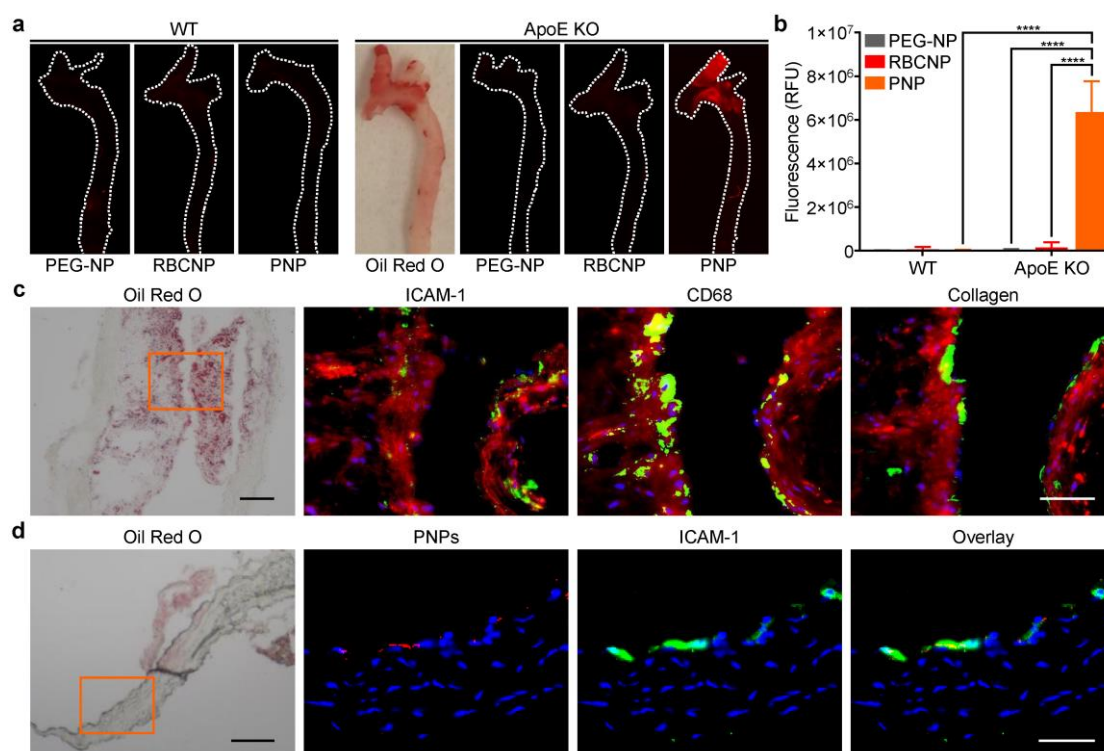 a
WT
ApoE KO
PEG-NP
RBCNP
PNP
Oil Red O
PEG-NP
RBCNP
PNP
b
Fluorescence (RFU)
1×10⁷
8×10⁶
6×10⁶
4×10⁶
2×10⁶
0
PEG-NP
RBCNP
PNP
****
****
****
WT
ApoE KO
c
Oil Red O
ICAM-1
CD68
Collagen
d
Oil Red O
PNPs
ICAM-1
Overlay